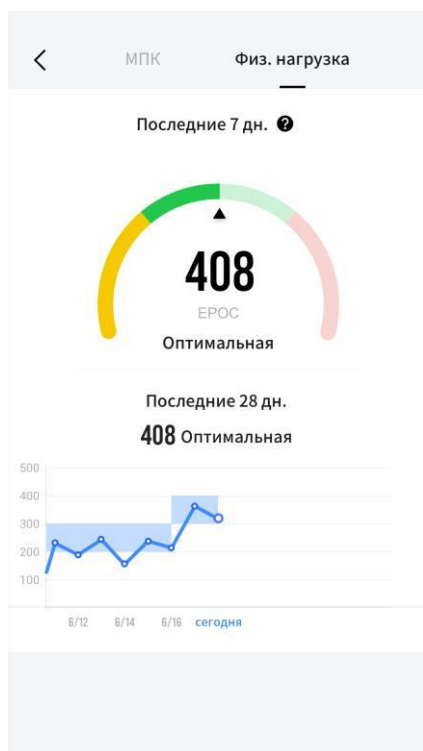 МПК Физ. нагрузка
Последние 7 дн. ?
408
EPOC
Оптимальная
Последние 28 дн.
408 Оптимальная
500
400
300
200
100
6/12 6/14 6/16 сегодня